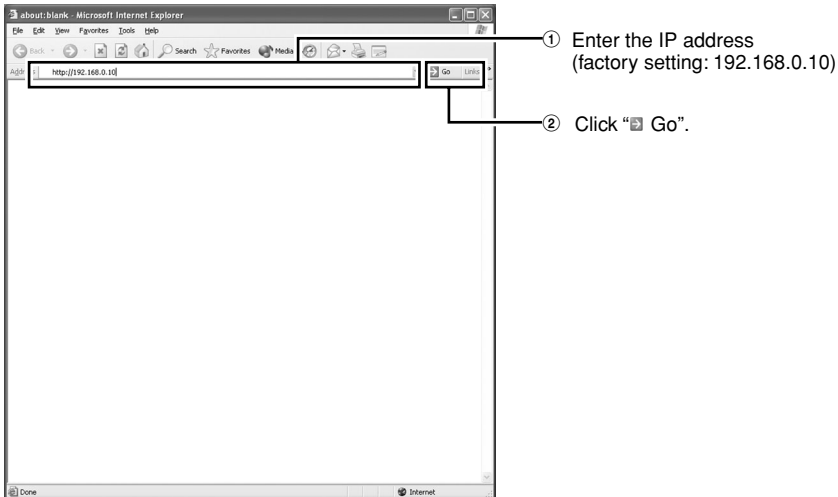 about:blank - Microsoft Internet Explorer
File Edit View Favorites Tools Help
Back Search Favorites Media
Addr s http://192.168.0.10 Go Links
① Enter the IP address
(factory setting: 192.168.0.10)
② Click “ Go”.
Done Internet